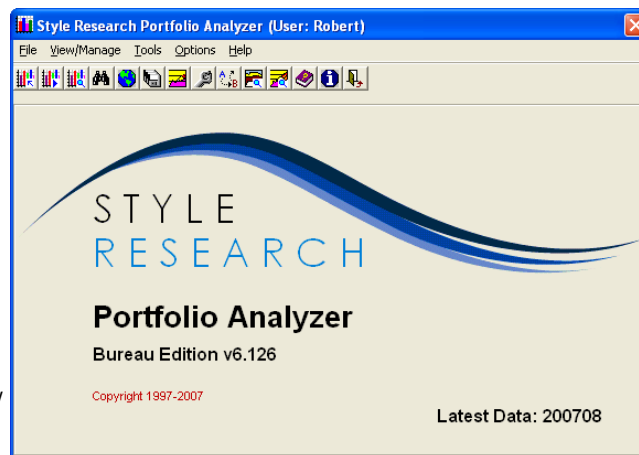 Style Research Portfolio Analyzer (User: Robert)
File View/Manage Tools Options Help
STYLE
RESEARCH
Portfolio Analyzer
Bureau Edition v6.126
Copyright 1997-2007
Latest Data: 200708